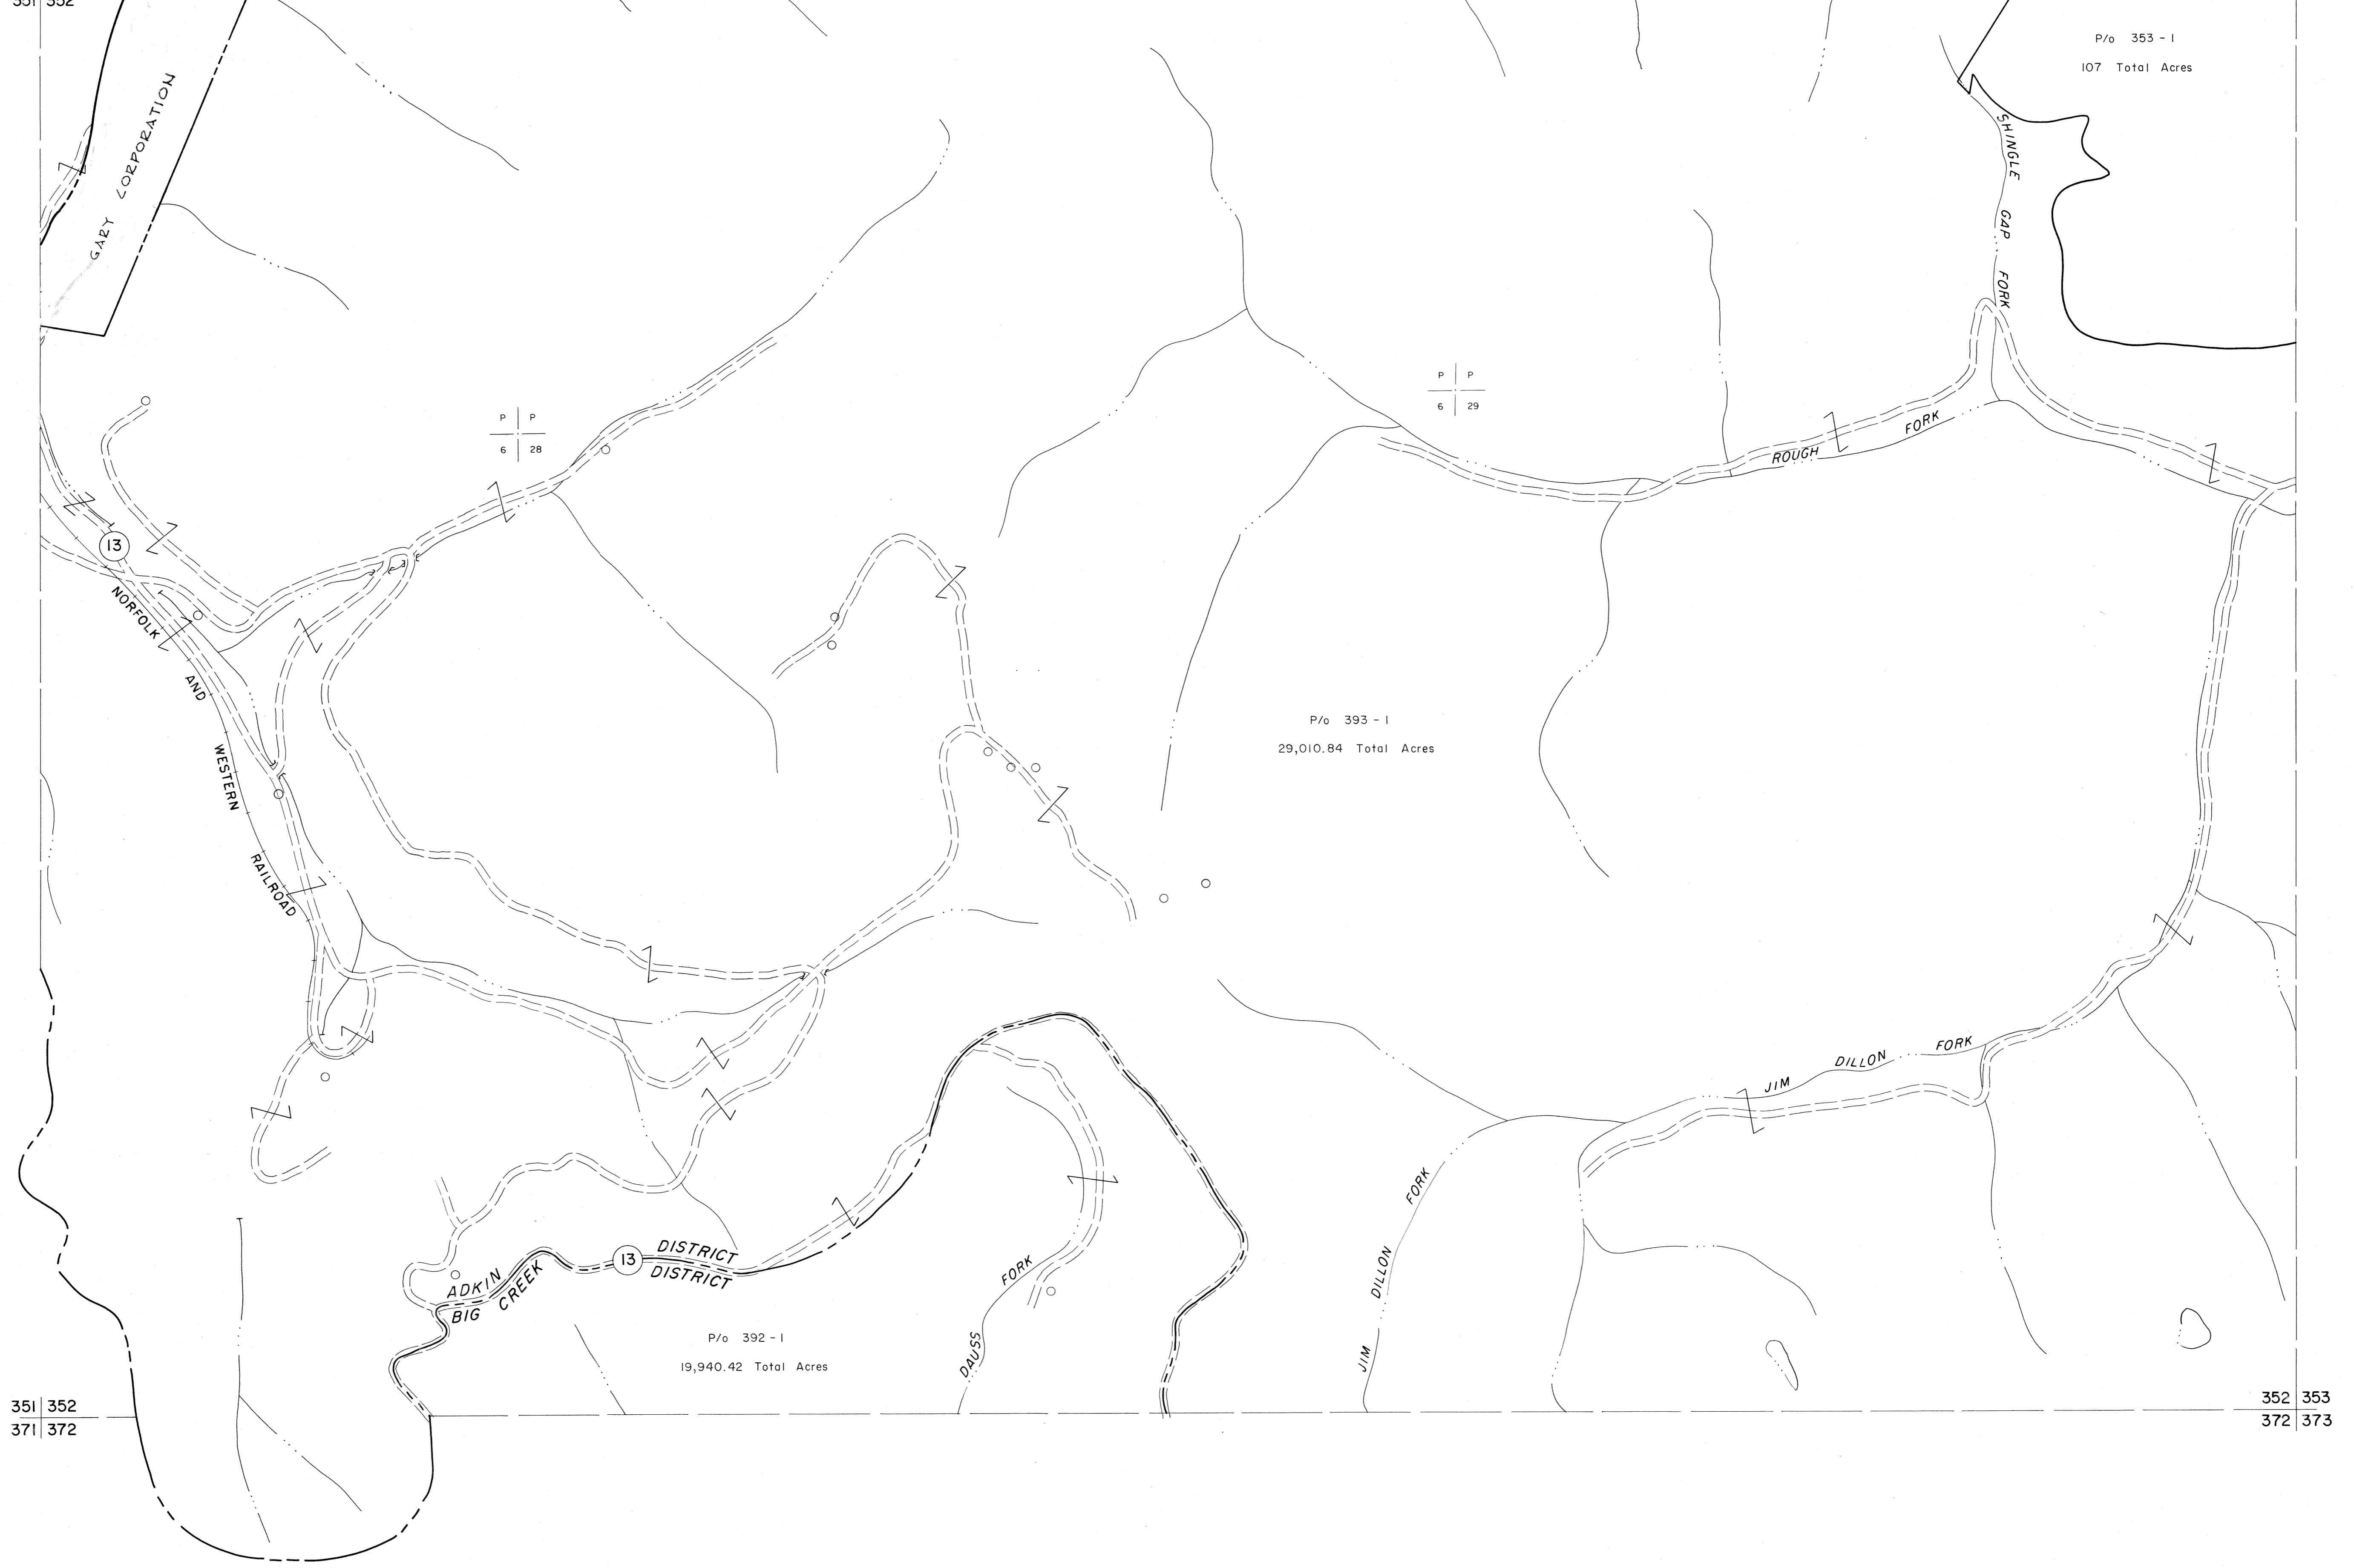 351 352
P/o 353-1
107 Total Acres
GARY CORPORATION
SHINGLE GAP FORK
P P
6 29
P P
6 28
ROUGH FORK
13
NORFOLK AND WESTERN RAILROAD
P/o 393-1
29,010.84 Total Acres
JIM DILLON FORK
JIM DILLON FORK
13
ADKIN DISTRICT
BIG CREEK DISTRICT
DAUSS FORK
P/o 392-1
19,940.42 Total Acres
351 352
371 372
352 353
372 373